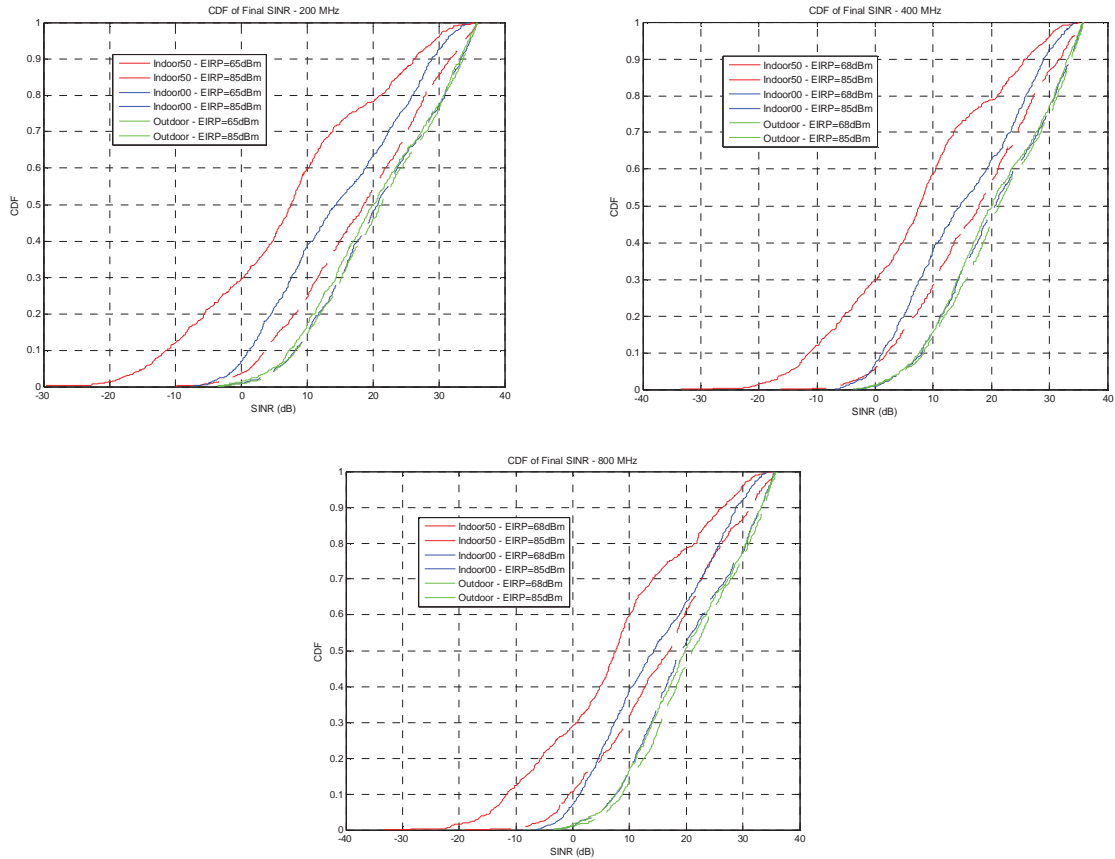 CDF of Final SINR - 200 MHz
1
0.9
0.8
0.7
0.6
0.5
0.4
0.3
0.2
0.1
0
CDF
Indoor50 - EIRP=65dBm
Indoor50 - EIRP=85dBm
Indoor00 - EIRP=65dBm
Indoor00 - EIRP=85dBm
Outdoor - EIRP=65dBm
Outdoor - EIRP=85dBm
-30 -20 -10 0 10 20 30 40
SINR (dB)
CDF of Final SINR - 400 MHz
1
0.9
0.8
0.7
0.6
0.5
0.4
0.3
0.2
0.1
0
CDF
Indoor50 - EIRP=68dBm
Indoor50 - EIRP=85dBm
Indoor00 - EIRP=68dBm
Indoor00 - EIRP=85dBm
Outdoor - EIRP=68dBm
Outdoor - EIRP=85dBm
-40 -30 -20 -10 0 10 20 30 40
SINR (dB)
CDF of Final SINR - 800 MHz
1
0.9
0.8
0.7
0.6
0.5
0.4
0.3
0.2
0.1
0
CDF
Indoor50 - EIRP=68dBm
Indoor50 - EIRP=85dBm
Indoor00 - EIRP=68dBm
Indoor00 - EIRP=85dBm
Outdoor - EIRP=68dBm
Outdoor - EIRP=85dBm
-40 -30 -20 -10 0 10 20 30 40
SINR (dB)